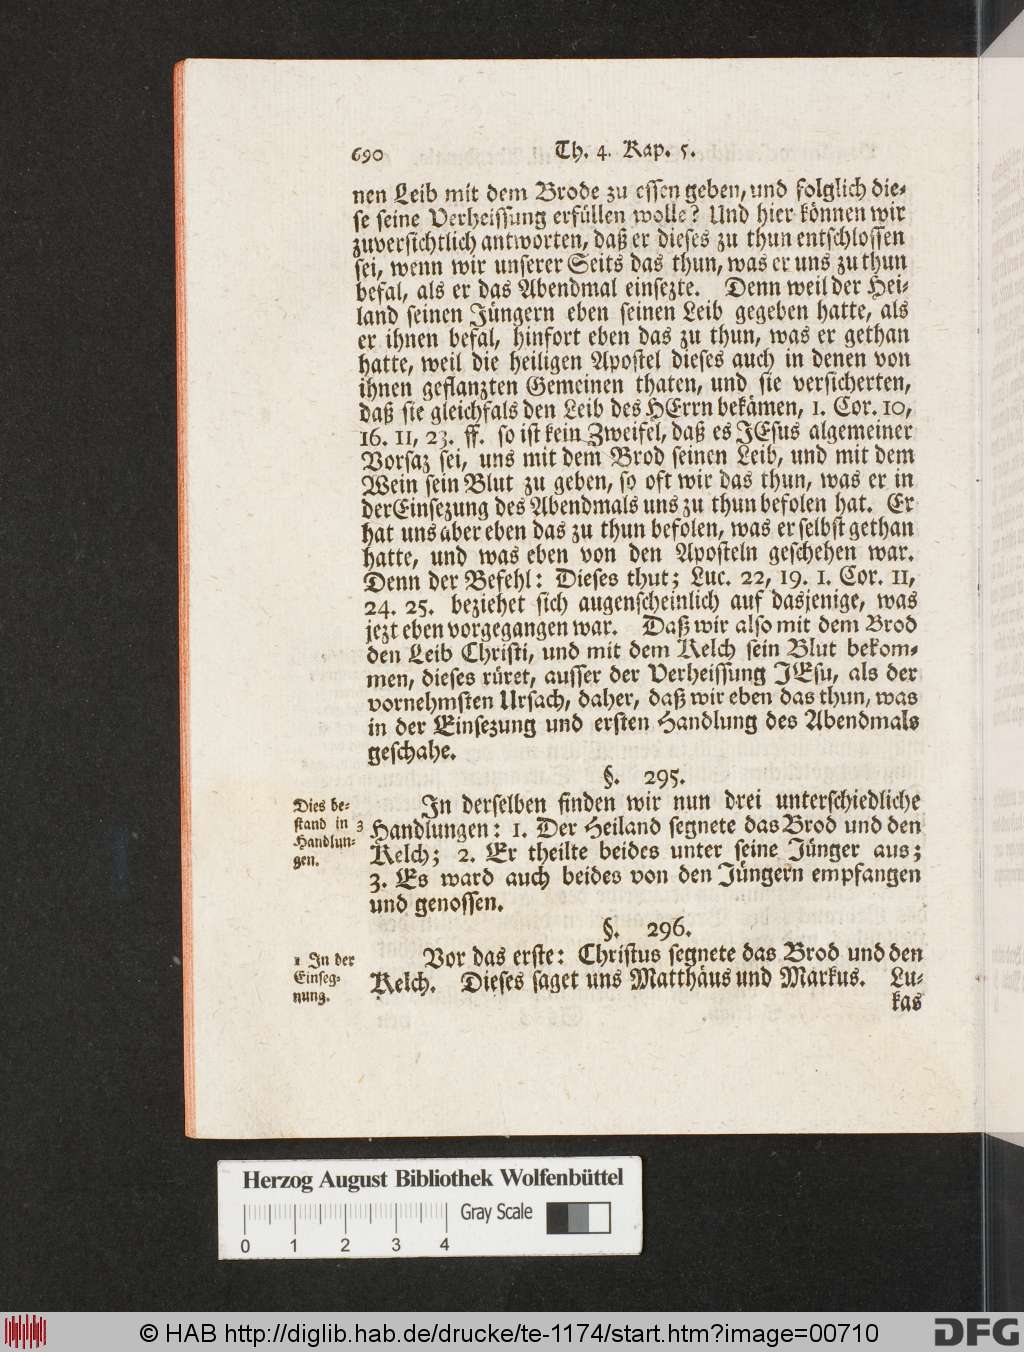 690 Th. 4. Kap. 5.
nen Leib mit dem Brode zu essen geben, und folglich die-
se seine Verheissung erfüllen wolle? Und hier können wir
zuversichtlich antworten, daß er dieses zu thun entschlossen
sei, wenn wir unserer Seits das thun, was er uns zu thun
befal, als er das Abendmal einsezte. Denn weil der Hei-
land seinen Jüngern eben seinen Leib gegeben hatte, als
er ihnen befal, hinfort eben das zu thun, was er gethan
hatte, weil die heiligen Apostel dieses auch in denen von
ihnen geflanzten Gemeinen thaten, und sie versicherten,
daß sie gleichfals den Leib des HErrn bekämen, 1. Cor. 10,
16. 11, 23. ff. so ist kein Zweifel, daß es JEsus algemeiner
Vorsaz sei, uns mit dem Brod seinen Leib, und mit dem
Wein sein Blut zu geben, so oft wir das thun, was er in
der Einsezung des Abendmals uns zu thun befolen hat. Er
hat uns aber eben das zu thun befolen, was er selbst gethan
hatte, und was eben von den Aposteln geschehen war.
Denn der Befehl: Dieses thut; Luc. 22, 19. 1. Cor. 11,
24. 25. beziehet sich augenscheinlich auf dasjenige, was
jezt eben vorgegangen war. Daß wir also mit dem Brod
den Leib Christi, und mit dem Kelch sein Blut bekom-
men, dieses rüret, ausser der Verheissung JEsu, als der
vornehmsten Ursach, daher, daß wir eben das thun, was
in der Einsezung und ersten Handlung des Abendmals
geschahe.
§. 295.
Dies be-
stand in 3
Handlun-
gen.
In derselben finden wir nun drei unterschiedliche
Handlungen: 1. Der Heiland segnete das Brod und den
Kelch; 2. Er theilte beides unter seine Jünger aus;
3. Es ward auch beides von den Jüngern empfangen
und genossen.
§. 296.
1 In der
Einseg-
nung.
Vor das erste: Christus segnete das Brod und den
Kelch. Dieses saget uns Matthäus und Markus. Lu-
kas
Herzog August Bibliothek Wolfenbüttel
Gray Scale
0 1 2 3 4
© HAB http://diglib.hab.de/drucke/te-1174/start.htm?image=00710
DFG